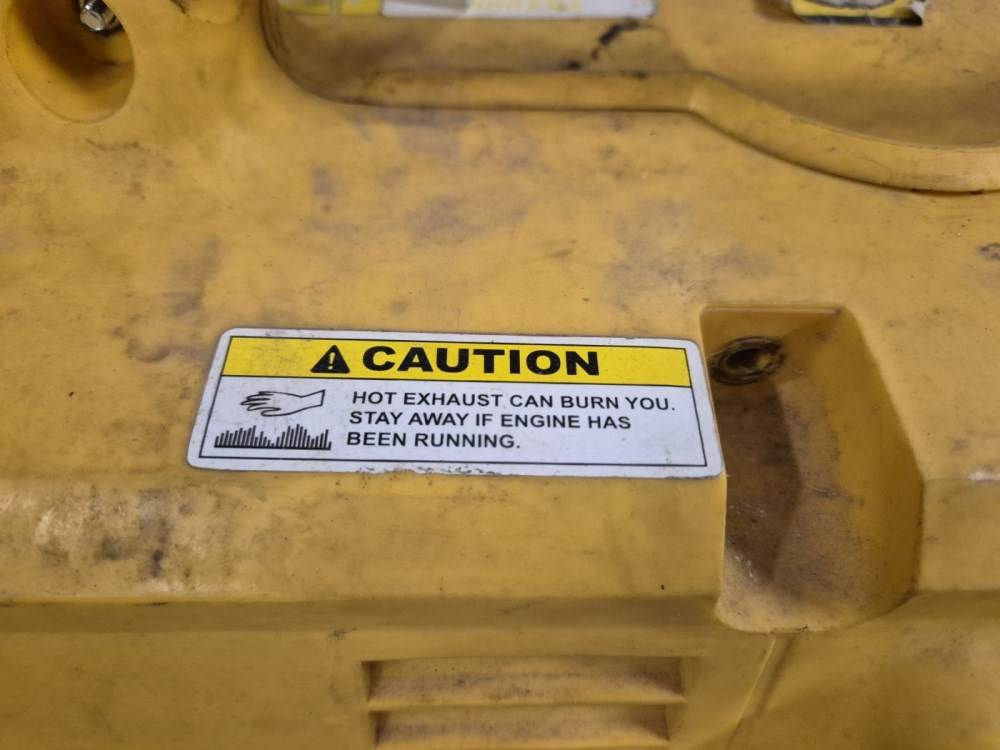 CAUTION
HOT EXHAUST CAN BURN YOU.
STAY AWAY IF ENGINE HAS
BEEN RUNNING.